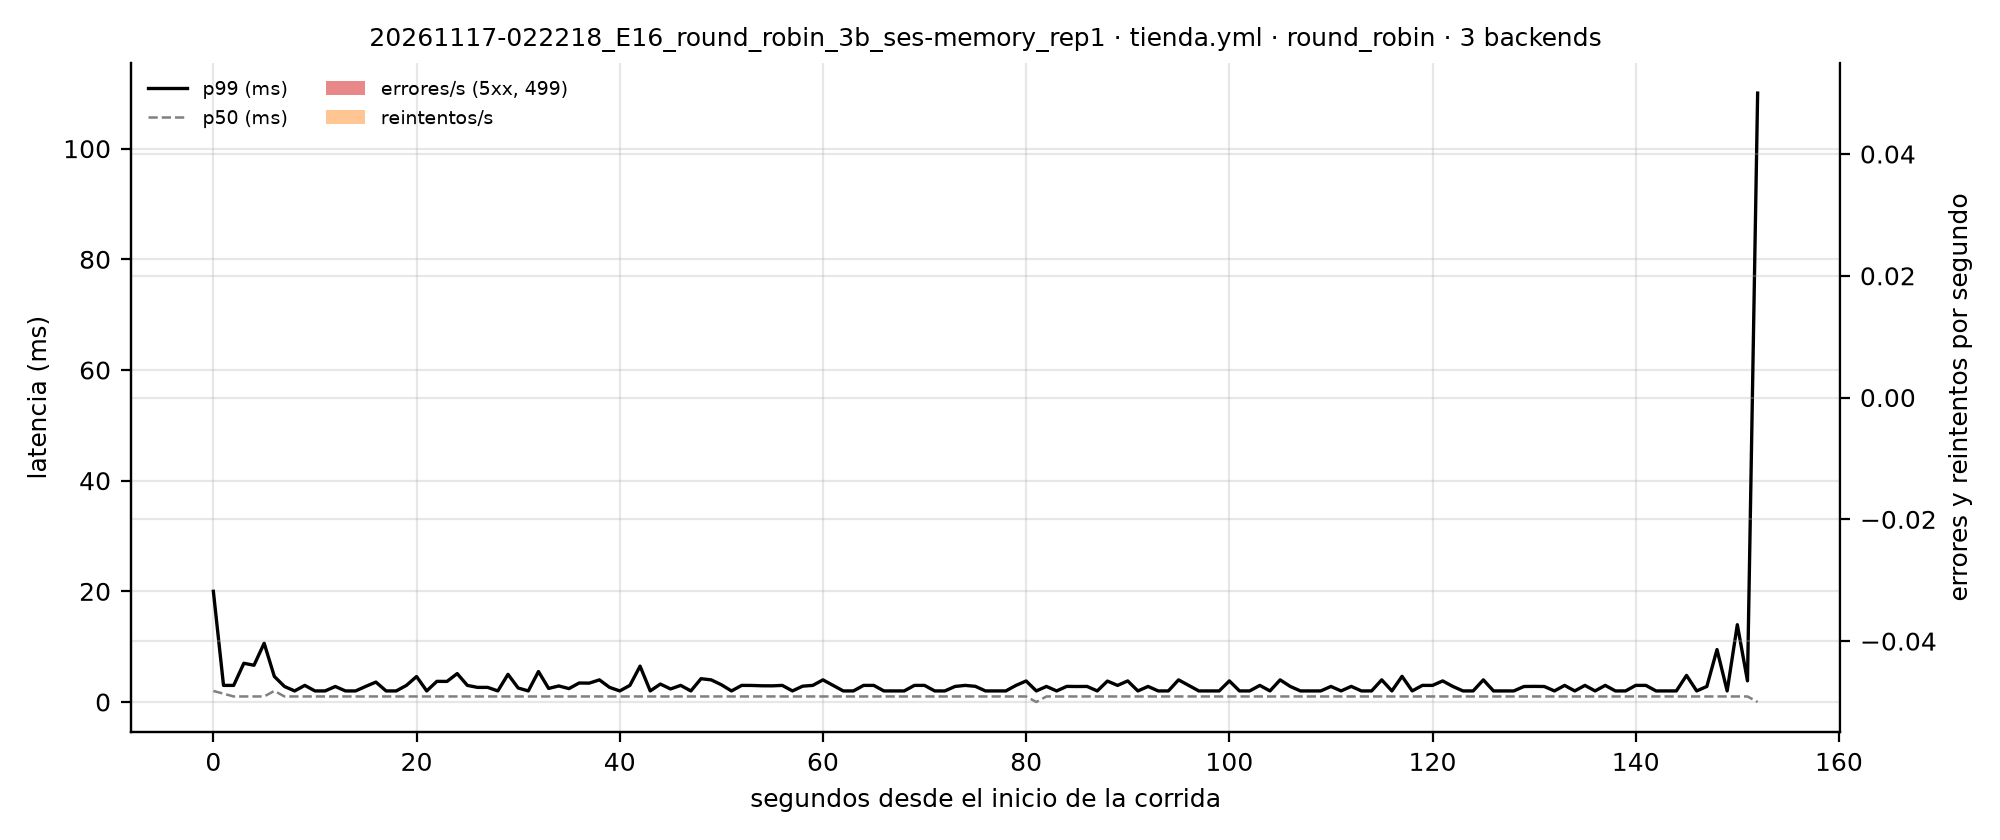 20261117-022218_E16_round_robin_3b_ses-memory_rep1 · tienda.yml · round_robin · 3 backends
p99 (ms)
p50 (ms)
errores/s (5xx, 499)
reintentos/s
latencia (ms)
100
80
60
40
20
0
0.04
0.02
0.00
−0.02
−0.04
errores y reintentos por segundo
0 20 40 60 80 100 120 140 160
segundos desde el inicio de la corrida